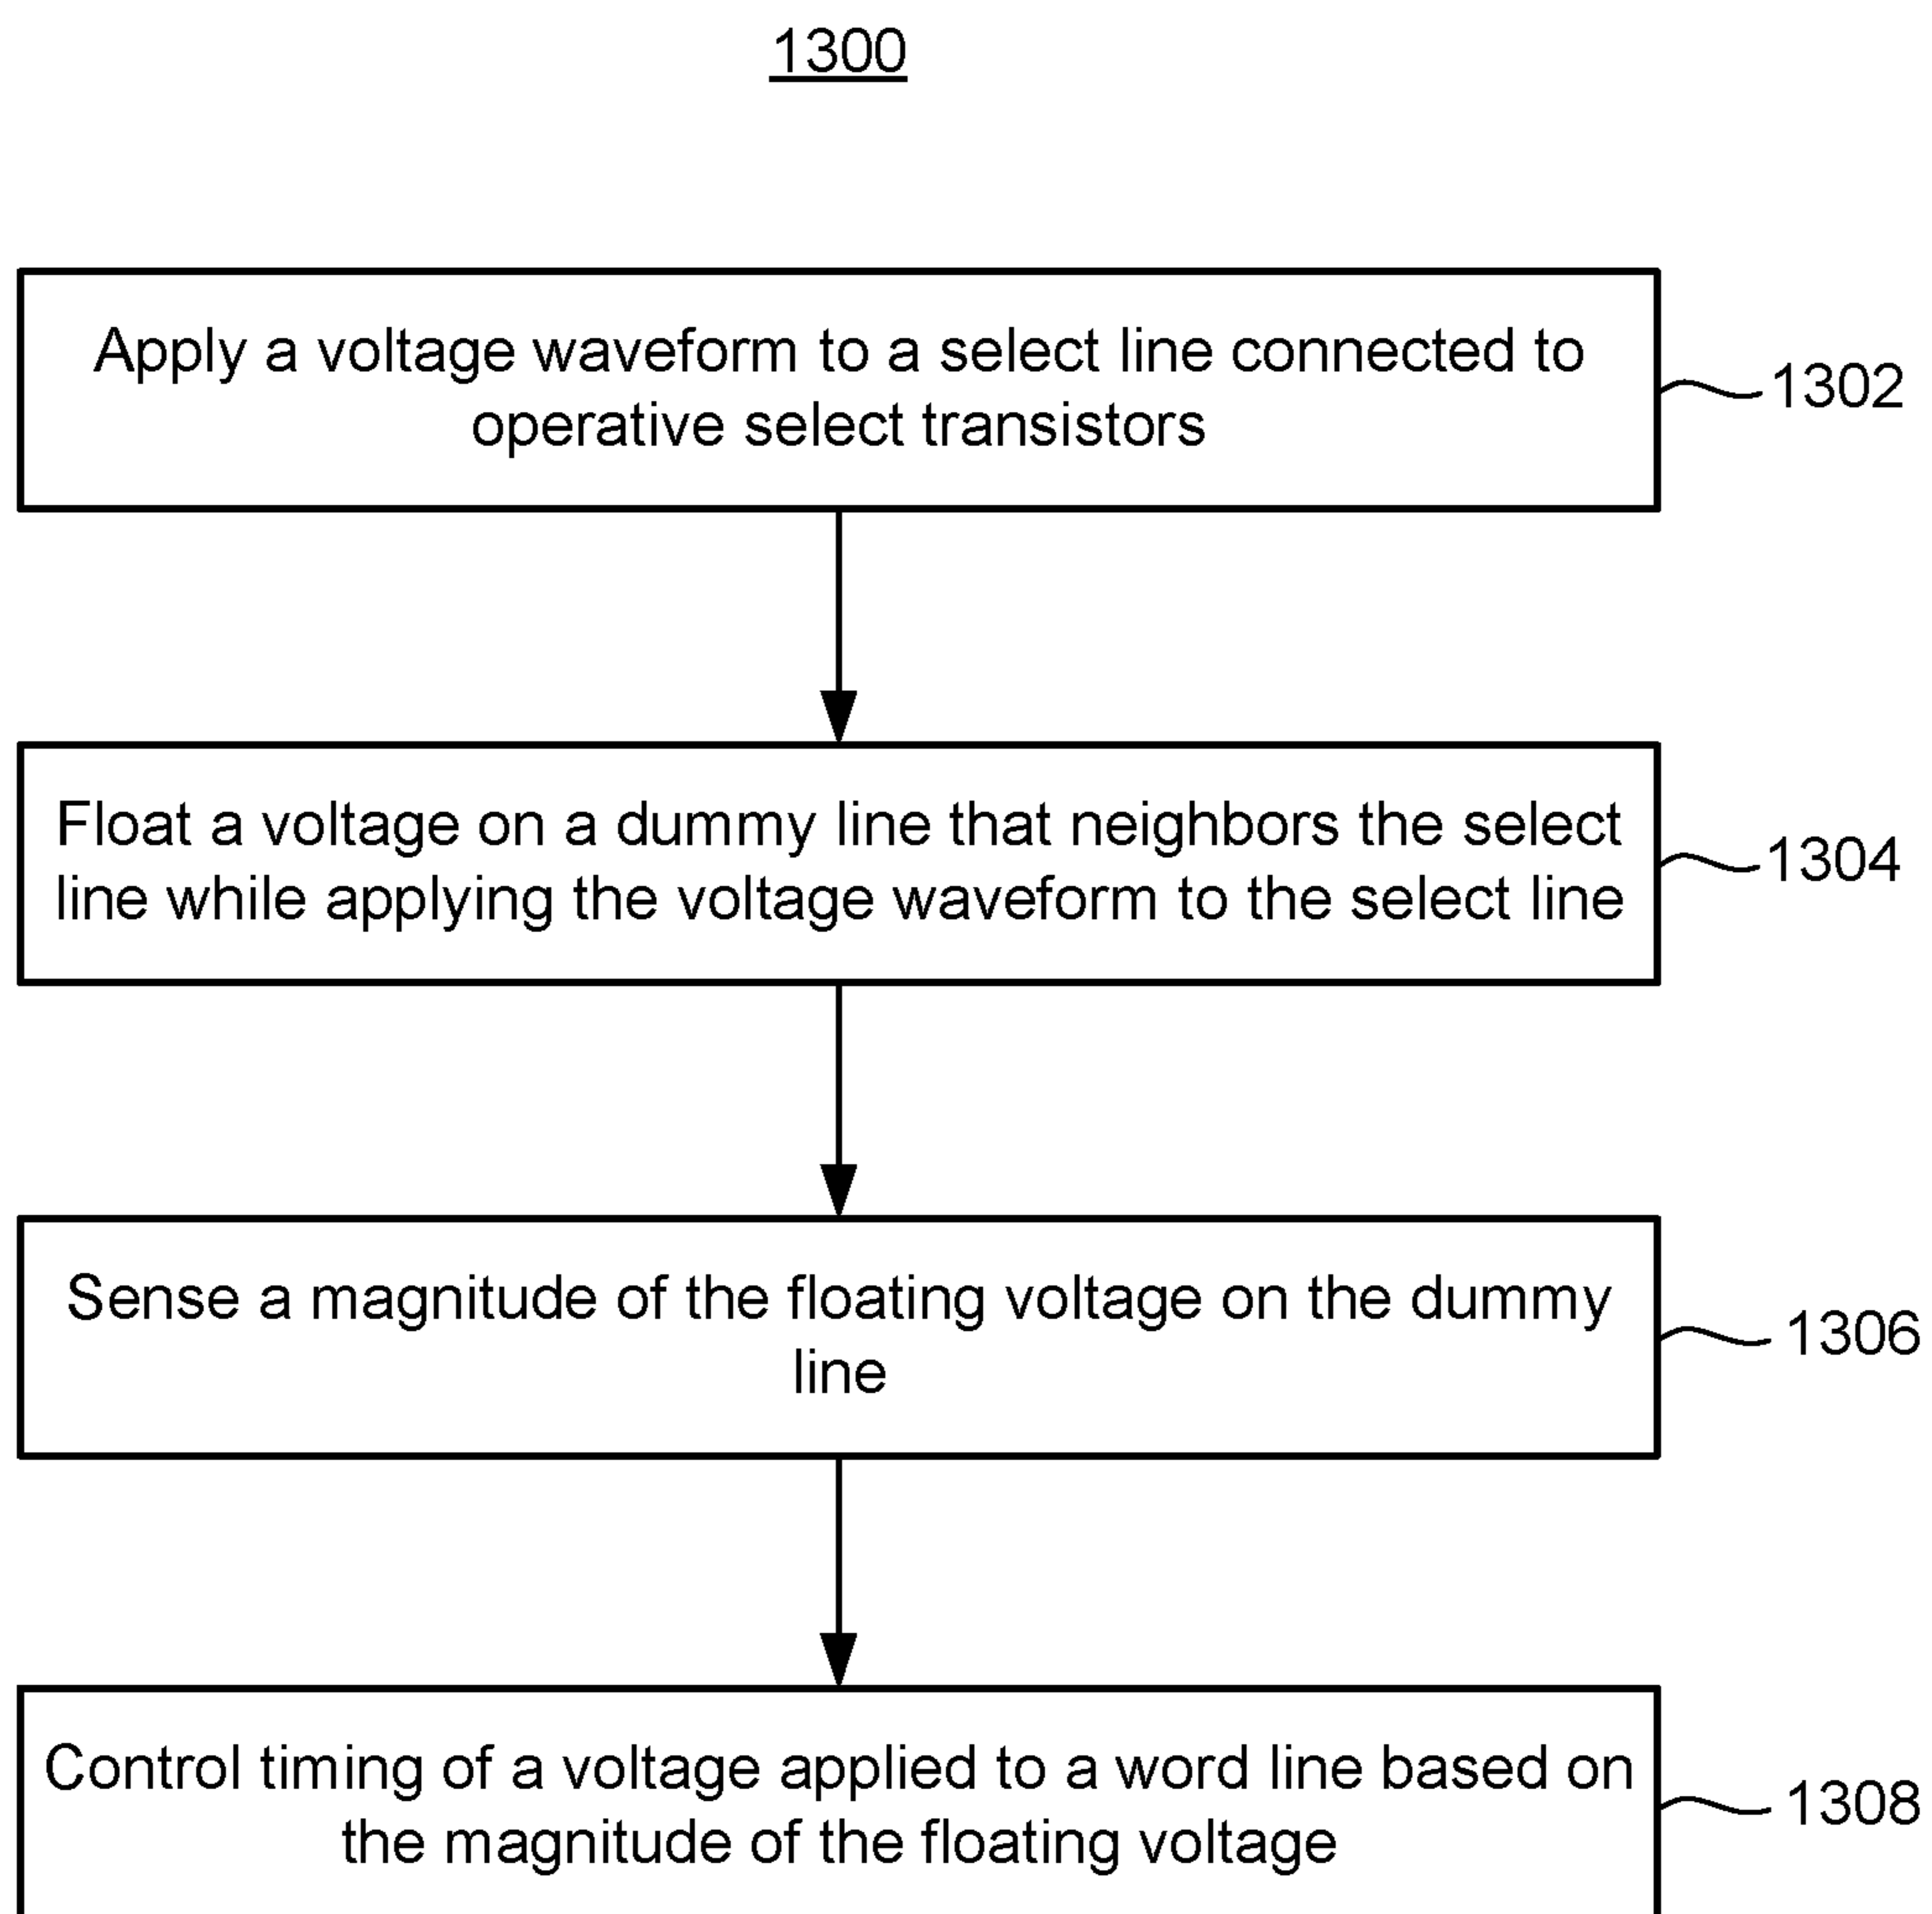 1300
Apply a voltage waveform to a select line connected to
operative select transistors
1302
Float a voltage on a dummy line that neighbors the select
line while applying the voltage waveform to the select line
1304
Sense a magnitude of the floating voltage on the dummy
line
1306
Control timing of a voltage applied to a word line based on
the magnitude of the floating voltage
1308